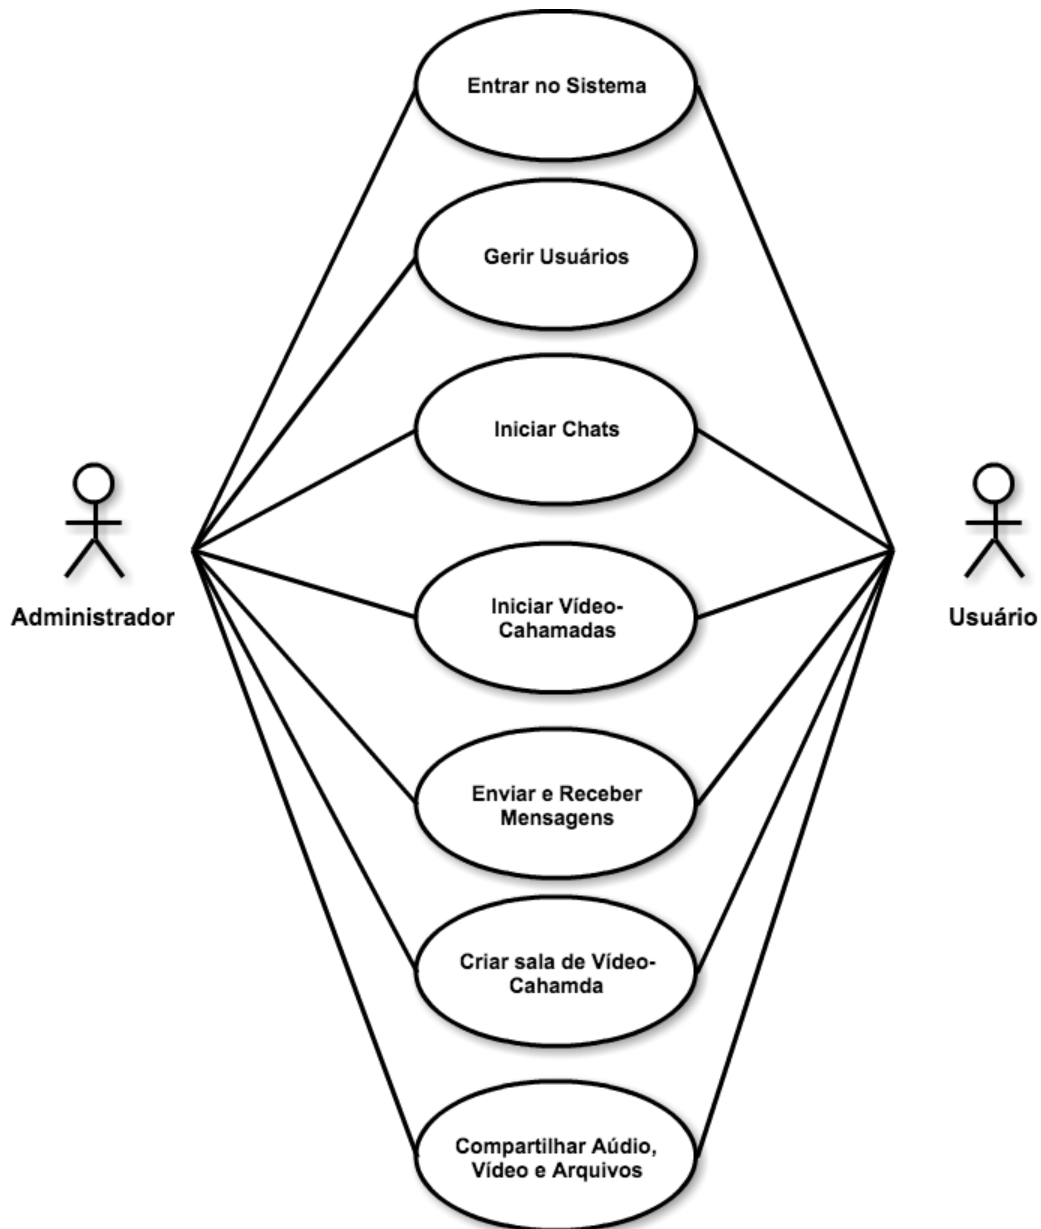 Entrar no Sistema
Gerir Usuários
Iniciar Chats
Iniciar Vídeo-
Cahamadas
Administrador
Usuário
Enviar e Receber
Mensagens
Criar sala de Vídeo-
Cahamda
Compartilhar Aúdio,
Vídeo e Arquivos